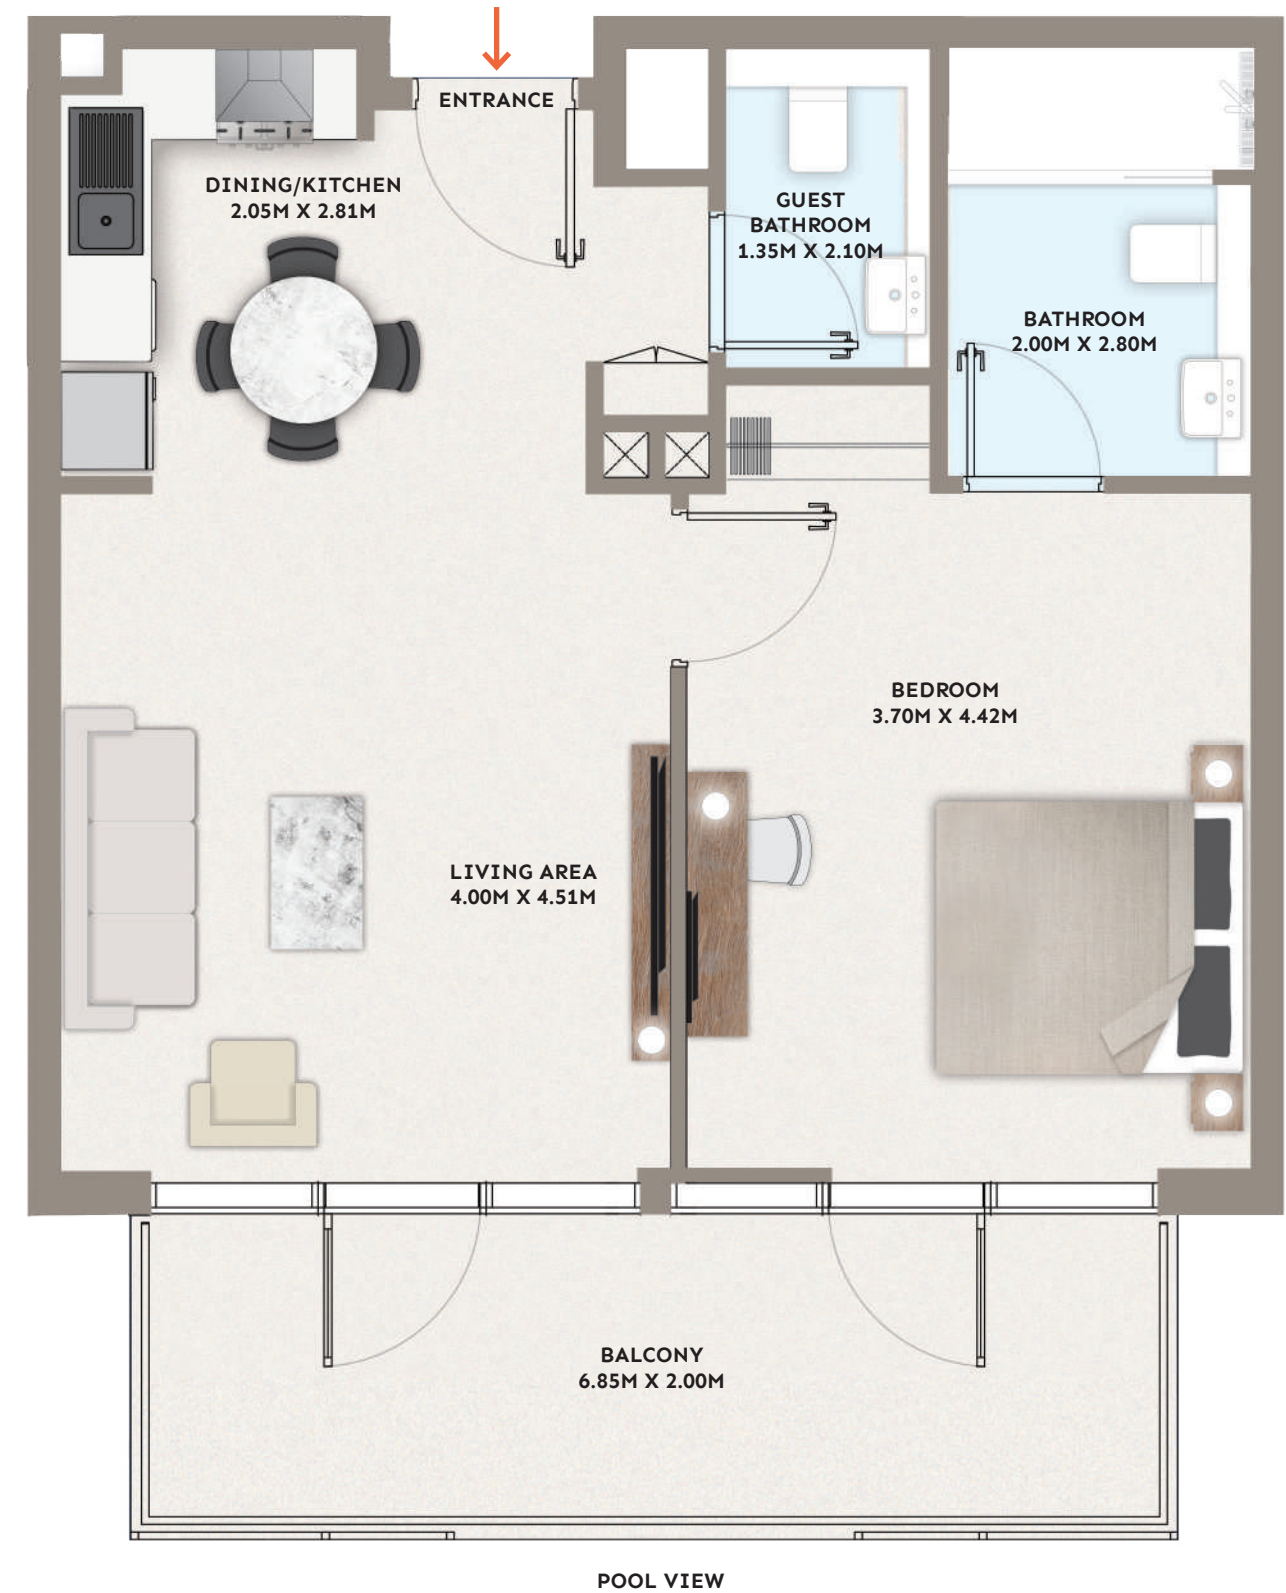 ENTRANCE
DINING/KITCHEN
2.05M X 2.81M
GUEST
BATHROOM
1.35M X 2.10M
BATHROOM
2.00M X 2.80M
BEDROOM
3.70M X 4.42M
LIVING AREA
4.00M X 4.51M
BALCONY
6.85M X 2.00M
POOL VIEW